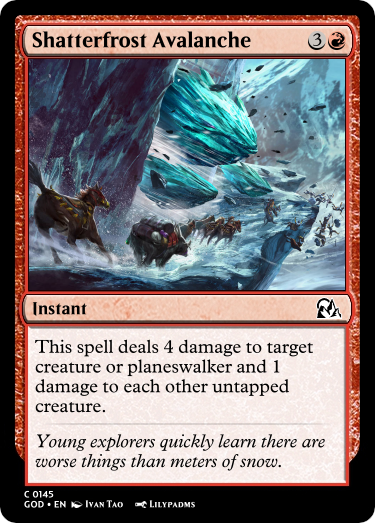 Shatterfrost Avalanche 3
Instant
This spell deals 4 damage to target
creature or planeswalker and 1
damage to each other untapped
creature.
Young explorers quickly learn there are
worse things than meters of snow.
C 0145
GOD • EN Ivan Tao Lilypadms